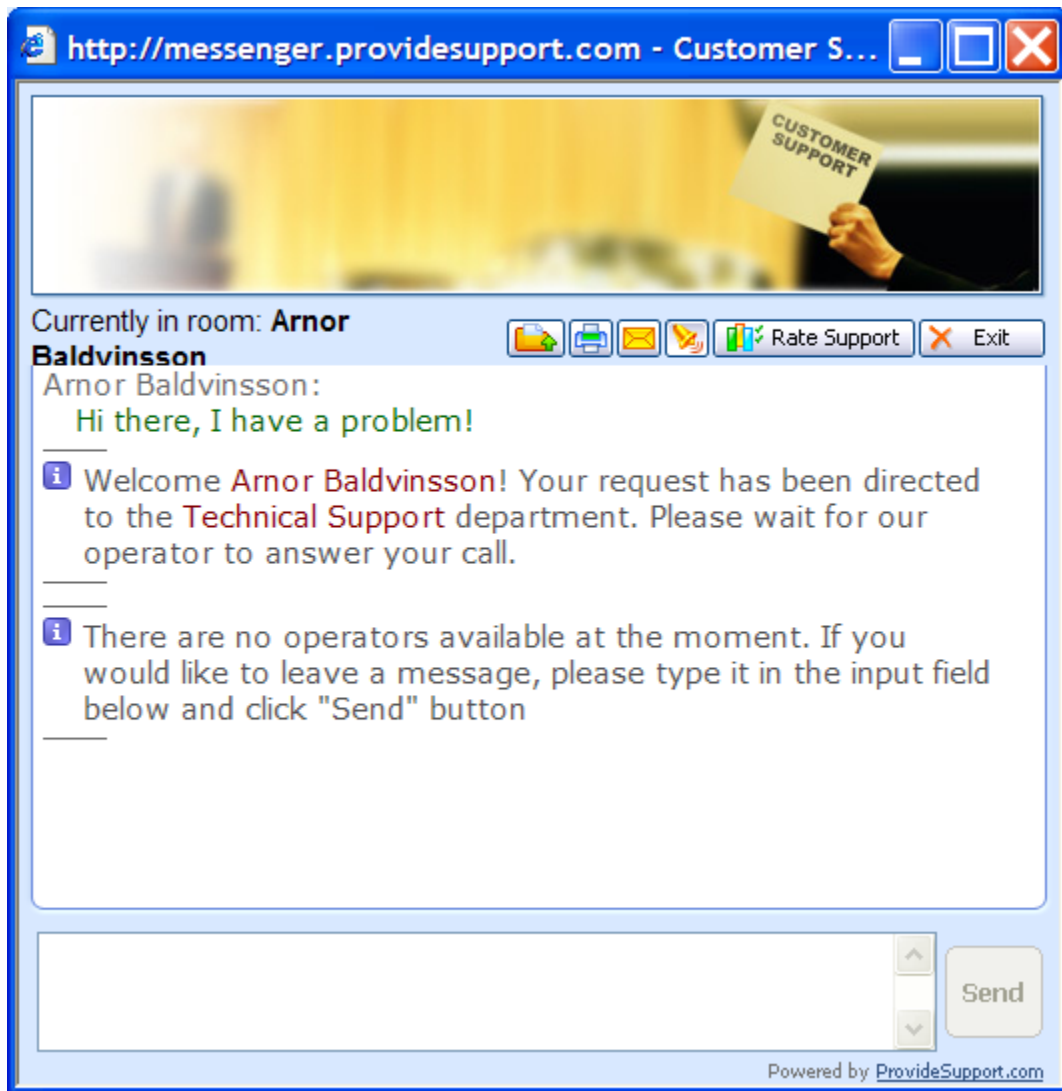 http://messenger.providesupport.com - Customer S...
CUSTOMER
SUPPORT
Currently in room: Arnor
Baldvinsson
Rate Support
Exit
Arnor Baldvinsson:
Hi there, I have a problem!
Welcome Arnor Baldvinsson! Your request has been directed
to the Technical Support department. Please wait for our
operator to answer your call.
There are no operators available at the moment. If you
would like to leave a message, please type it in the input field
below and click "Send" button
Send
Powered by ProvideSupport.com